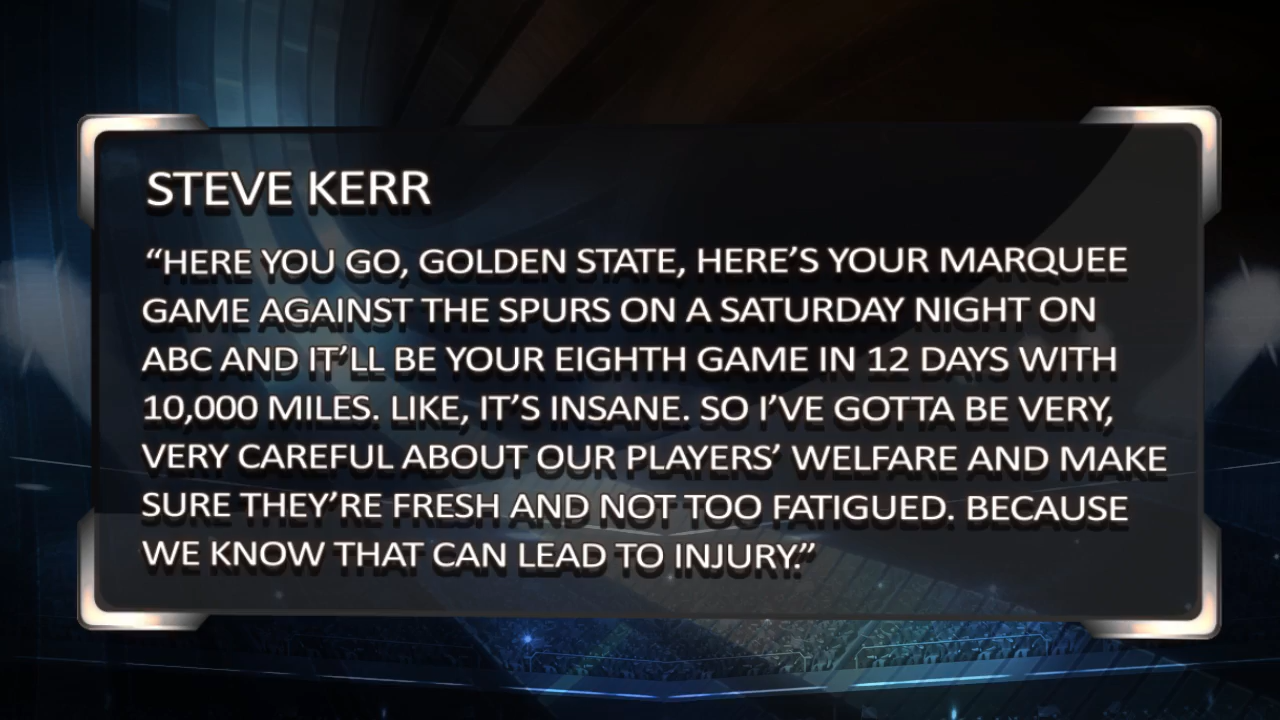 STEVE KERR
“HERE YOU GO, GOLDEN STATE, HERE’S YOUR MARQUEE
GAME AGAINST THE SPURS ON A SATURDAY NIGHT ON
ABC AND IT’LL BE YOUR EIGHTH GAME IN 12 DAYS WITH
10,000 MILES. LIKE, IT’S INSANE. SO I’VE GOTTA BE VERY,
VERY CAREFUL ABOUT OUR PLAYERS’ WELFARE AND MAKE
SURE THEY’RE FRESH AND NOT TOO FATIGUED. BECAUSE
WE KNOW THAT CAN LEAD TO INJURY.”